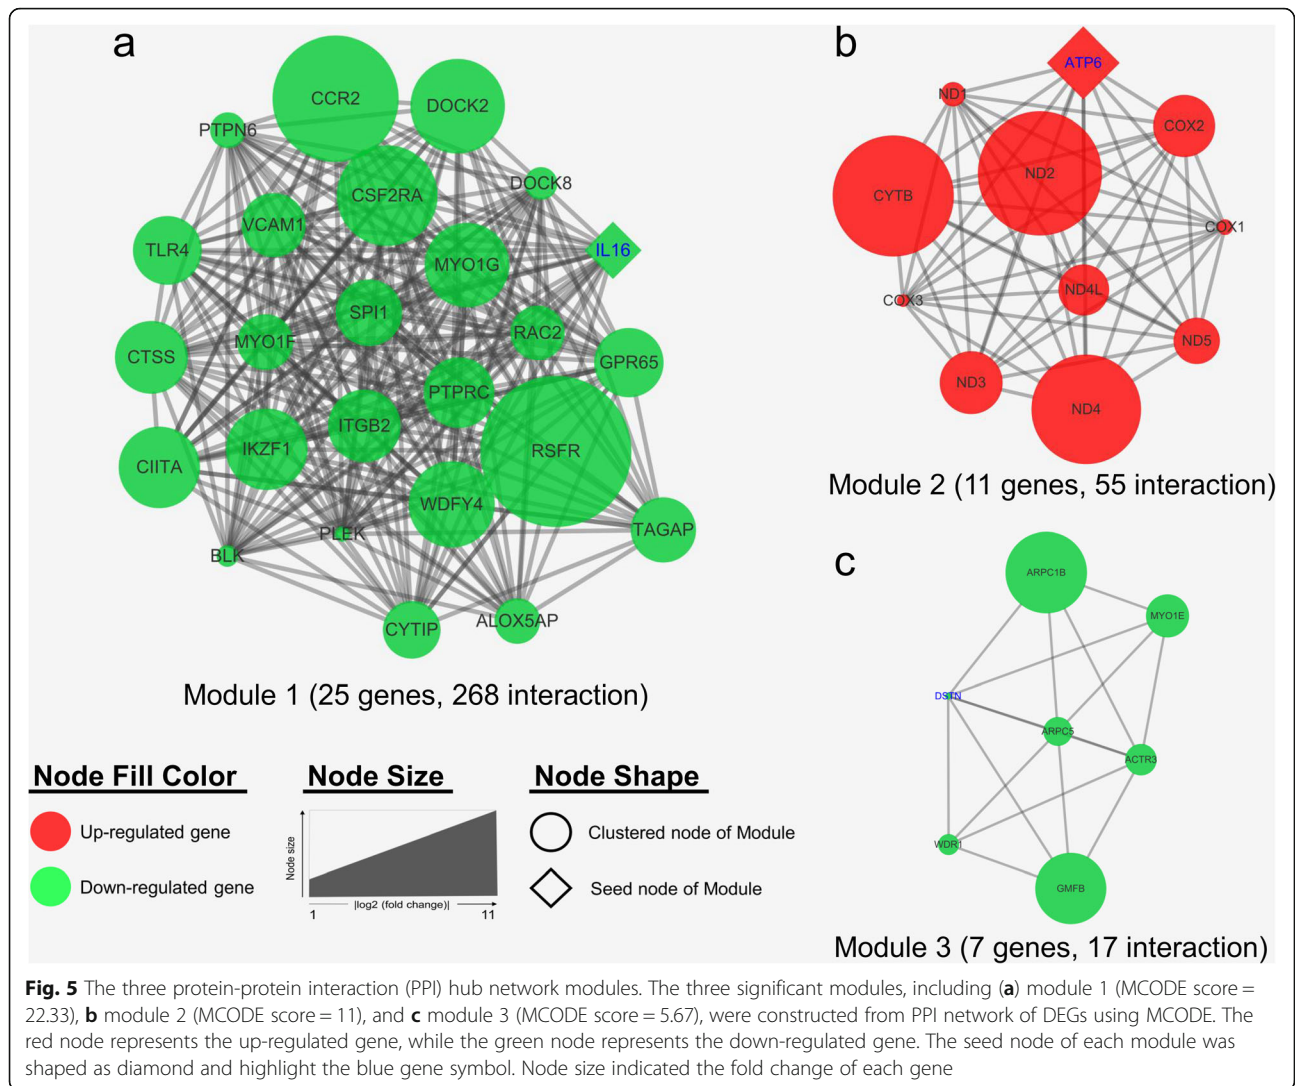 a
CCR2
DOCK2
PTPN6
DOCK8
CSF2RA
VCAM1
TLR4
IL16
MYO1G
SPI1
RAC2
MYO1F
CTSS
GPR65
PTPRC
ITGB2
IKZF1
RSFR
CIITA
WDFY4
TAGAP
PLEK
BLK
CYTIP
ALOX5AP
Module 1 (25 genes, 268 interaction)
b
ATP6
ND1
COX2
ND2
CYTB
COX1
ND4L
COX3
ND5
ND3
ND4
Module 2 (11 genes, 55 interaction)
c
ARPC1B
MYO1E
DSTN
ARPC5
ACTR3
WDR1
GMFB
Module 3 (7 genes, 17 interaction)
Node Fill Color
Up-regulated gene
Down-regulated gene
Node Size
Node size
|log2 (fold change)|
1
11
Node Shape
Clustered node of Module
Seed node of Module
Fig. 5 The three protein-protein interaction (PPI) hub network modules. The three significant modules, including (a) module 1 (MCODE score =
22.33), b module 2 (MCODE score = 11), and c module 3 (MCODE score = 5.67), were constructed from PPI network of DEGs using MCODE. The
red node represents the up-regulated gene, while the green node represents the down-regulated gene. The seed node of each module was
shaped as diamond and highlight the blue gene symbol. Node size indicated the fold change of each gene